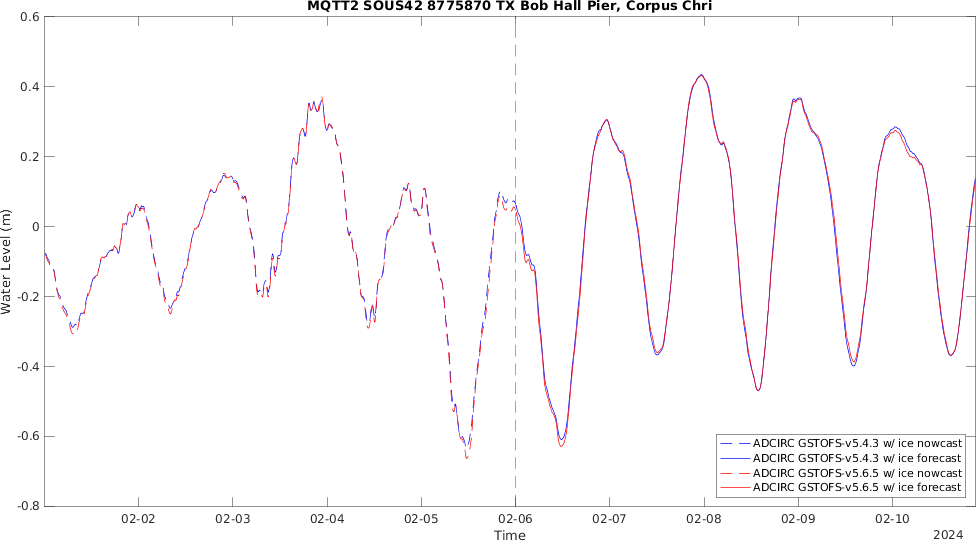 MQTT2 SOUS42 8775870 TX Bob Hall Pier, Corpus Chri
0.6
0.4
0.2
0
-0.2
-0.4
-0.6
-0.8
Water Level (m)
ADCIRC GSTOFS-v5.4.3 w/ ice nowcast
ADCIRC GSTOFS-v5.4.3 w/ ice forecast
ADCIRC GSTOFS-v5.6.5 w/ ice nowcast
ADCIRC GSTOFS-v5.6.5 w/ ice forecast
02-02 02-03 02-04 02-05 02-06 02-07 02-08 02-09 02-10
Time
2024